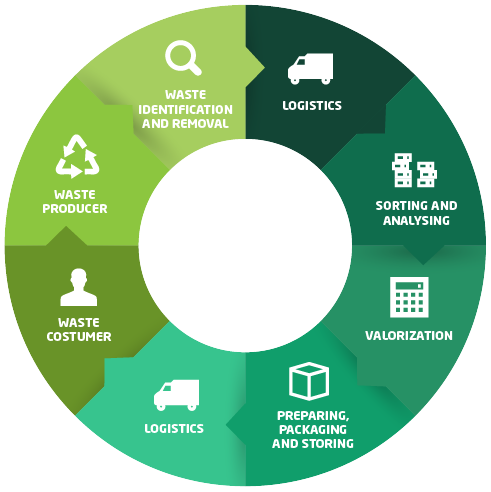 WASTE
IDENTIFICATION
AND REMOVAL
LOGISTICS
SORTING AND
ANALYSING
VALORIZATION
PREPARING,
PACKAGING
AND STORING
LOGISTICS
WASTE
COSTUMER
WASTE
PRODUCER